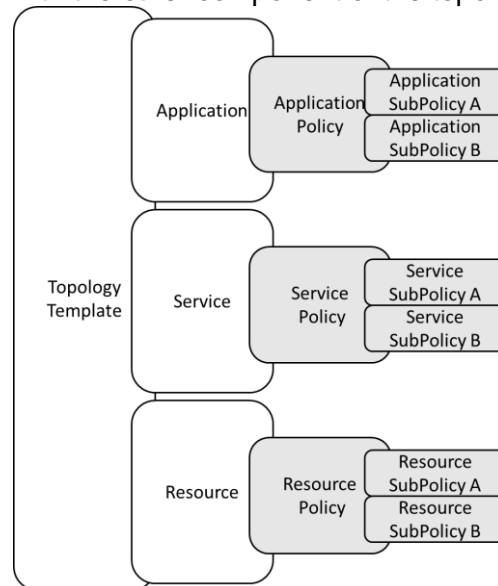 Application
Application
Policy
Application
SubPolicy A
Application
SubPolicy B
Topology
Template
Service
Service
Policy
Service
SubPolicy A
Service
SubPolicy B
Resource
Resource
Policy
Resource
SubPolicy A
Resource
SubPolicy B